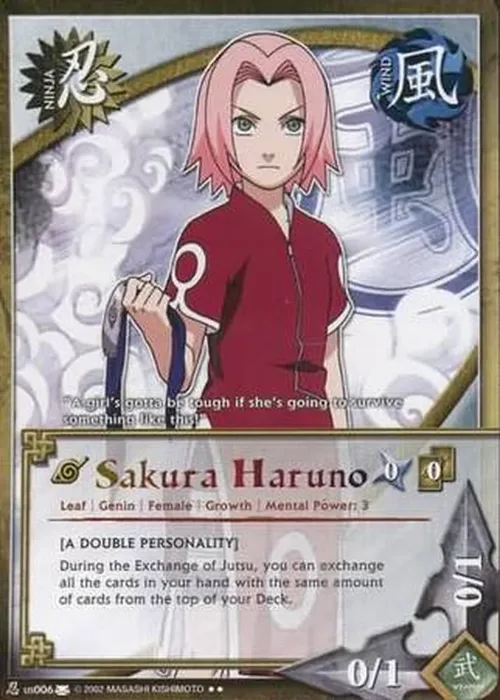 NINJA
忍
WIND
風
"A girl's gotta be tough if she's going to survive
something like this!"
Sakura Haruno 0 0
Leaf | Genin | Female | Growth | Mental Power: 3
[A DOUBLE PERSONALITY]
During the Exchange of Jutsu, you can exchange
all the cards in your hand with the same amount
of cards from the top of your Deck.
0/1
0/1
武
忍 US006 © 2002 MASASHI KISHIMOTO